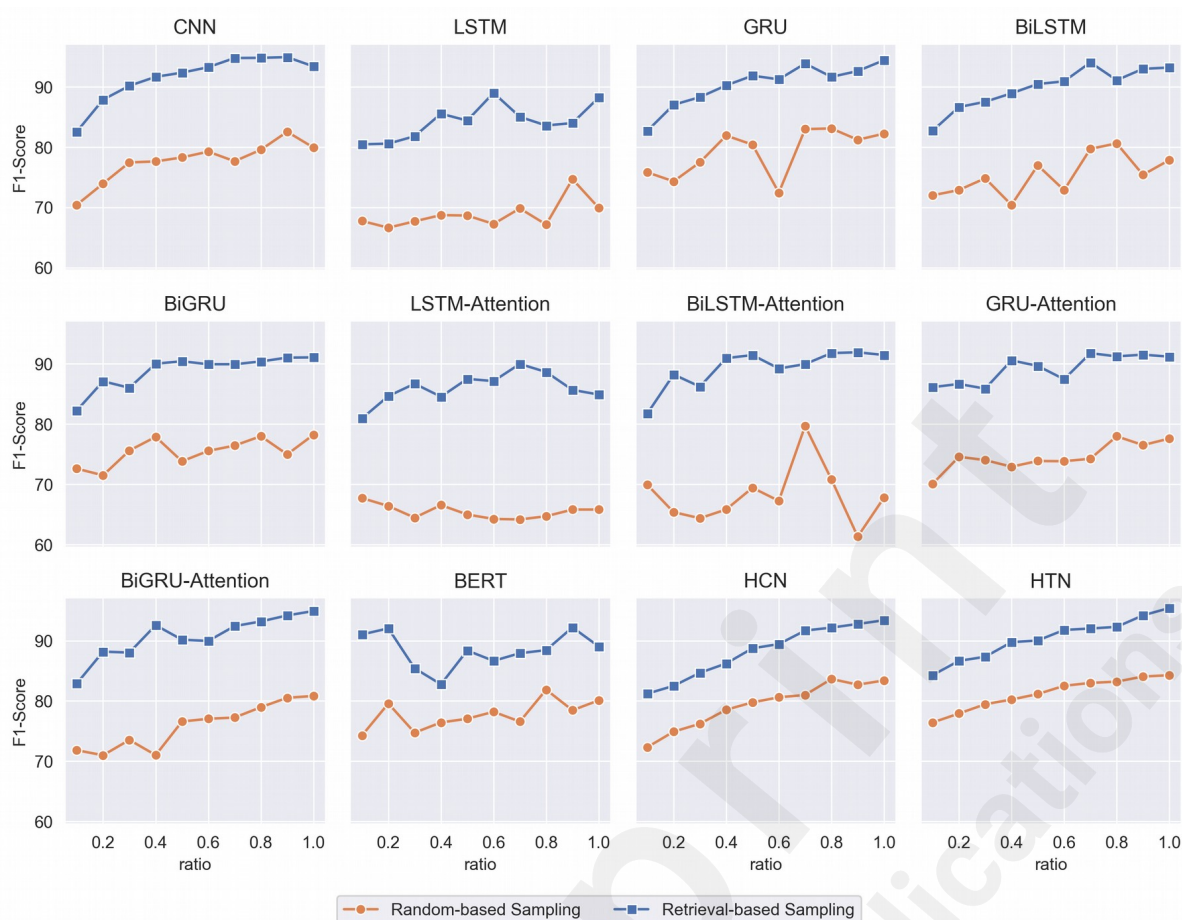 CNN LSTM GRU BiLSTM
F1-Score
90
80
70
60
BiGRU LSTM-Attention BiLSTM-Attention GRU-Attention
F1-Score
90
80
70
60
BiGRU-Attention BERT HCN HTN
F1-Score
90
80
70
60
0.2 0.4 0.6 0.8 1.0 0.2 0.4 0.6 0.8 1.0 0.2 0.4 0.6 0.8 1.0 0.2 0.4 0.6 0.8 1.0
ratio ratio ratio ratio
Random-based Sampling Retrieval-based Sampling